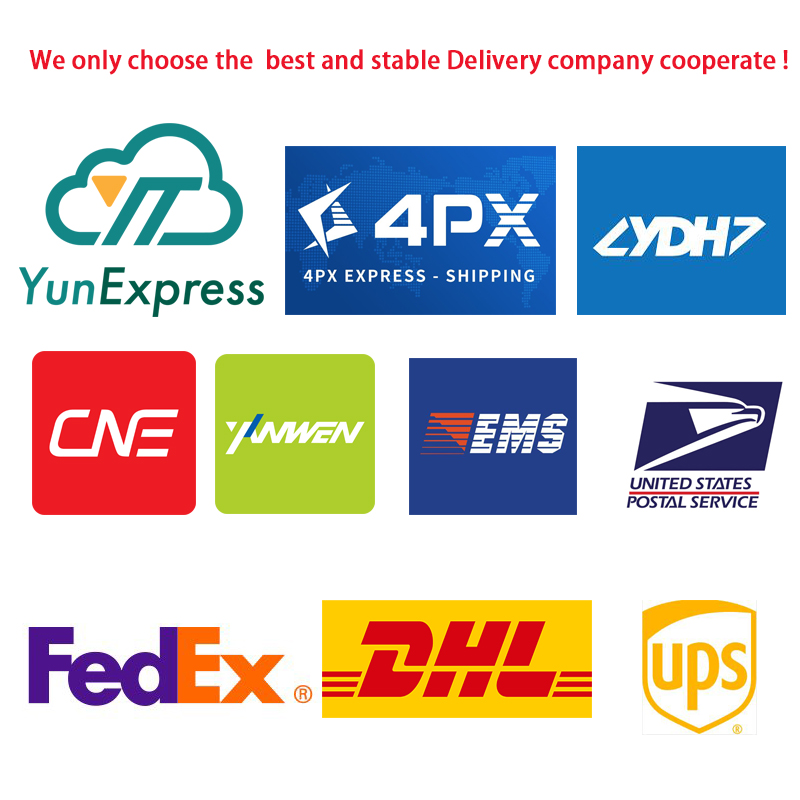 We only choose the  best and stable Delivery company cooperate !
YT
YunExpress
4PX
4PX EXPRESS - SHIPPING
YDH
CNE
YANWEN
EMS
UNITED STATES
POSTAL SERVICE
FedEx ®
DHL
ups
®